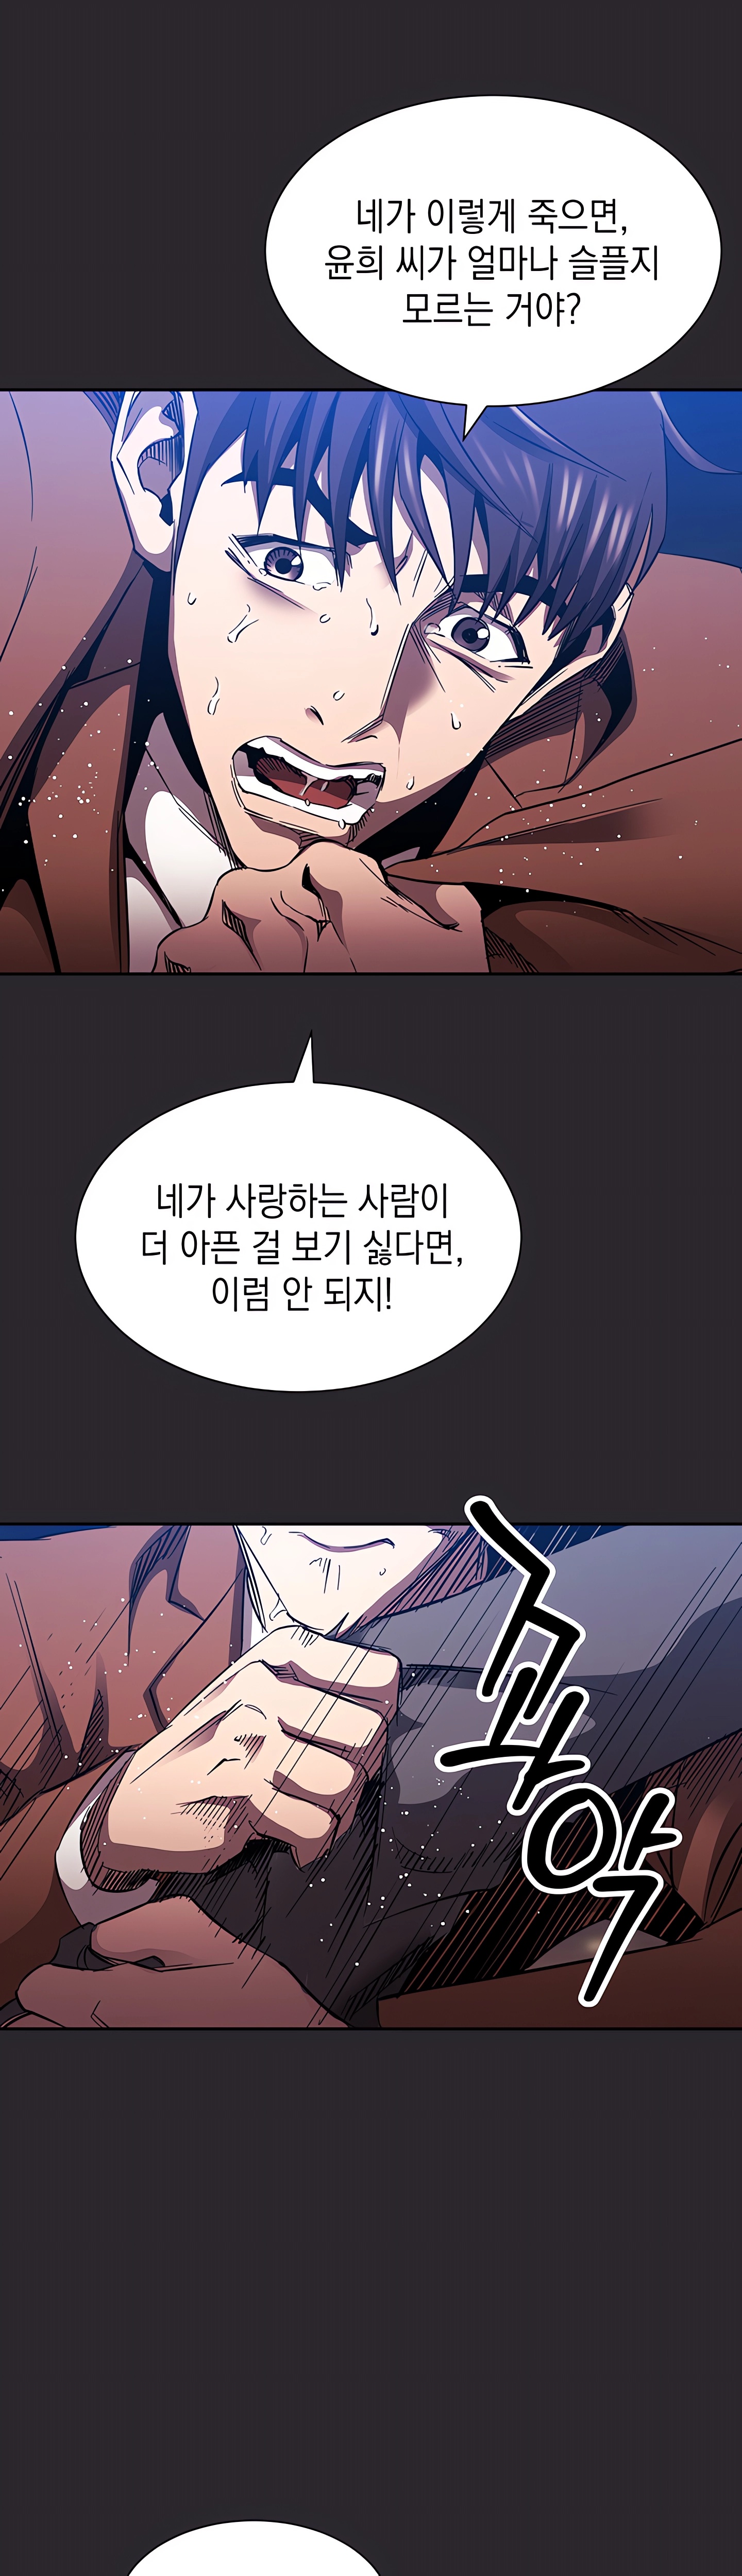 네가 이렇게 죽으면,
윤희 씨가 얼마나 슬플지
모르는 거야?
네가 사랑하는 사람이
더 아픈 걸 보기 싫다면,
이럼 안 되지!
꼬파악